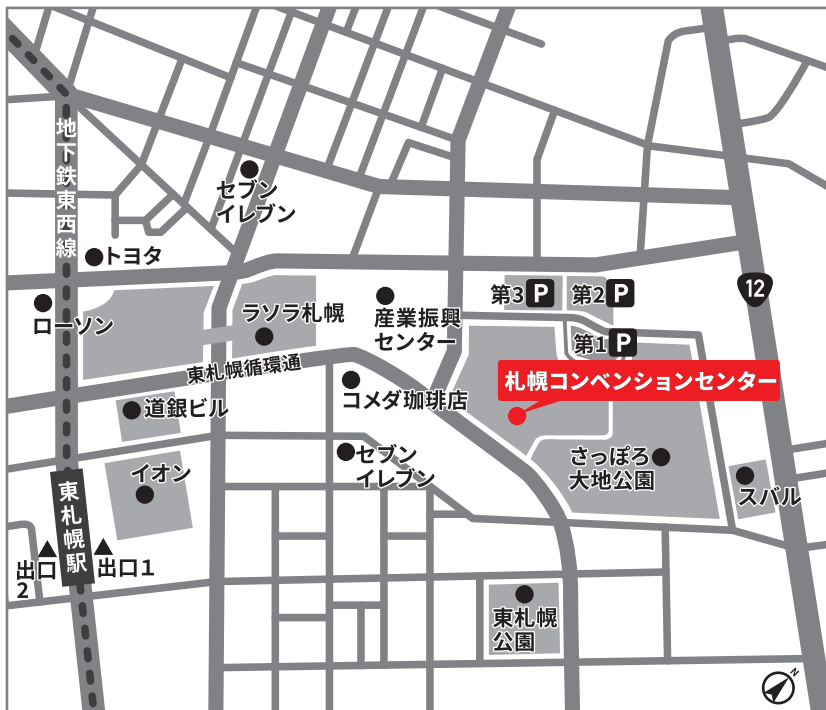 地下鉄東西線
セブン
イレブン
トヨタ
ローソン
ラソラ札幌
産業振興
センター
第3 P
第2 P
12
第1 P
東札幌循環通
札幌コンベンションセンター
コメダ珈琲店
道銀ビル
セブン
イレブン
さっぽろ
大地公園
イオン
スバル
東札幌駅
出口
2
出口1
東札幌
公園
N